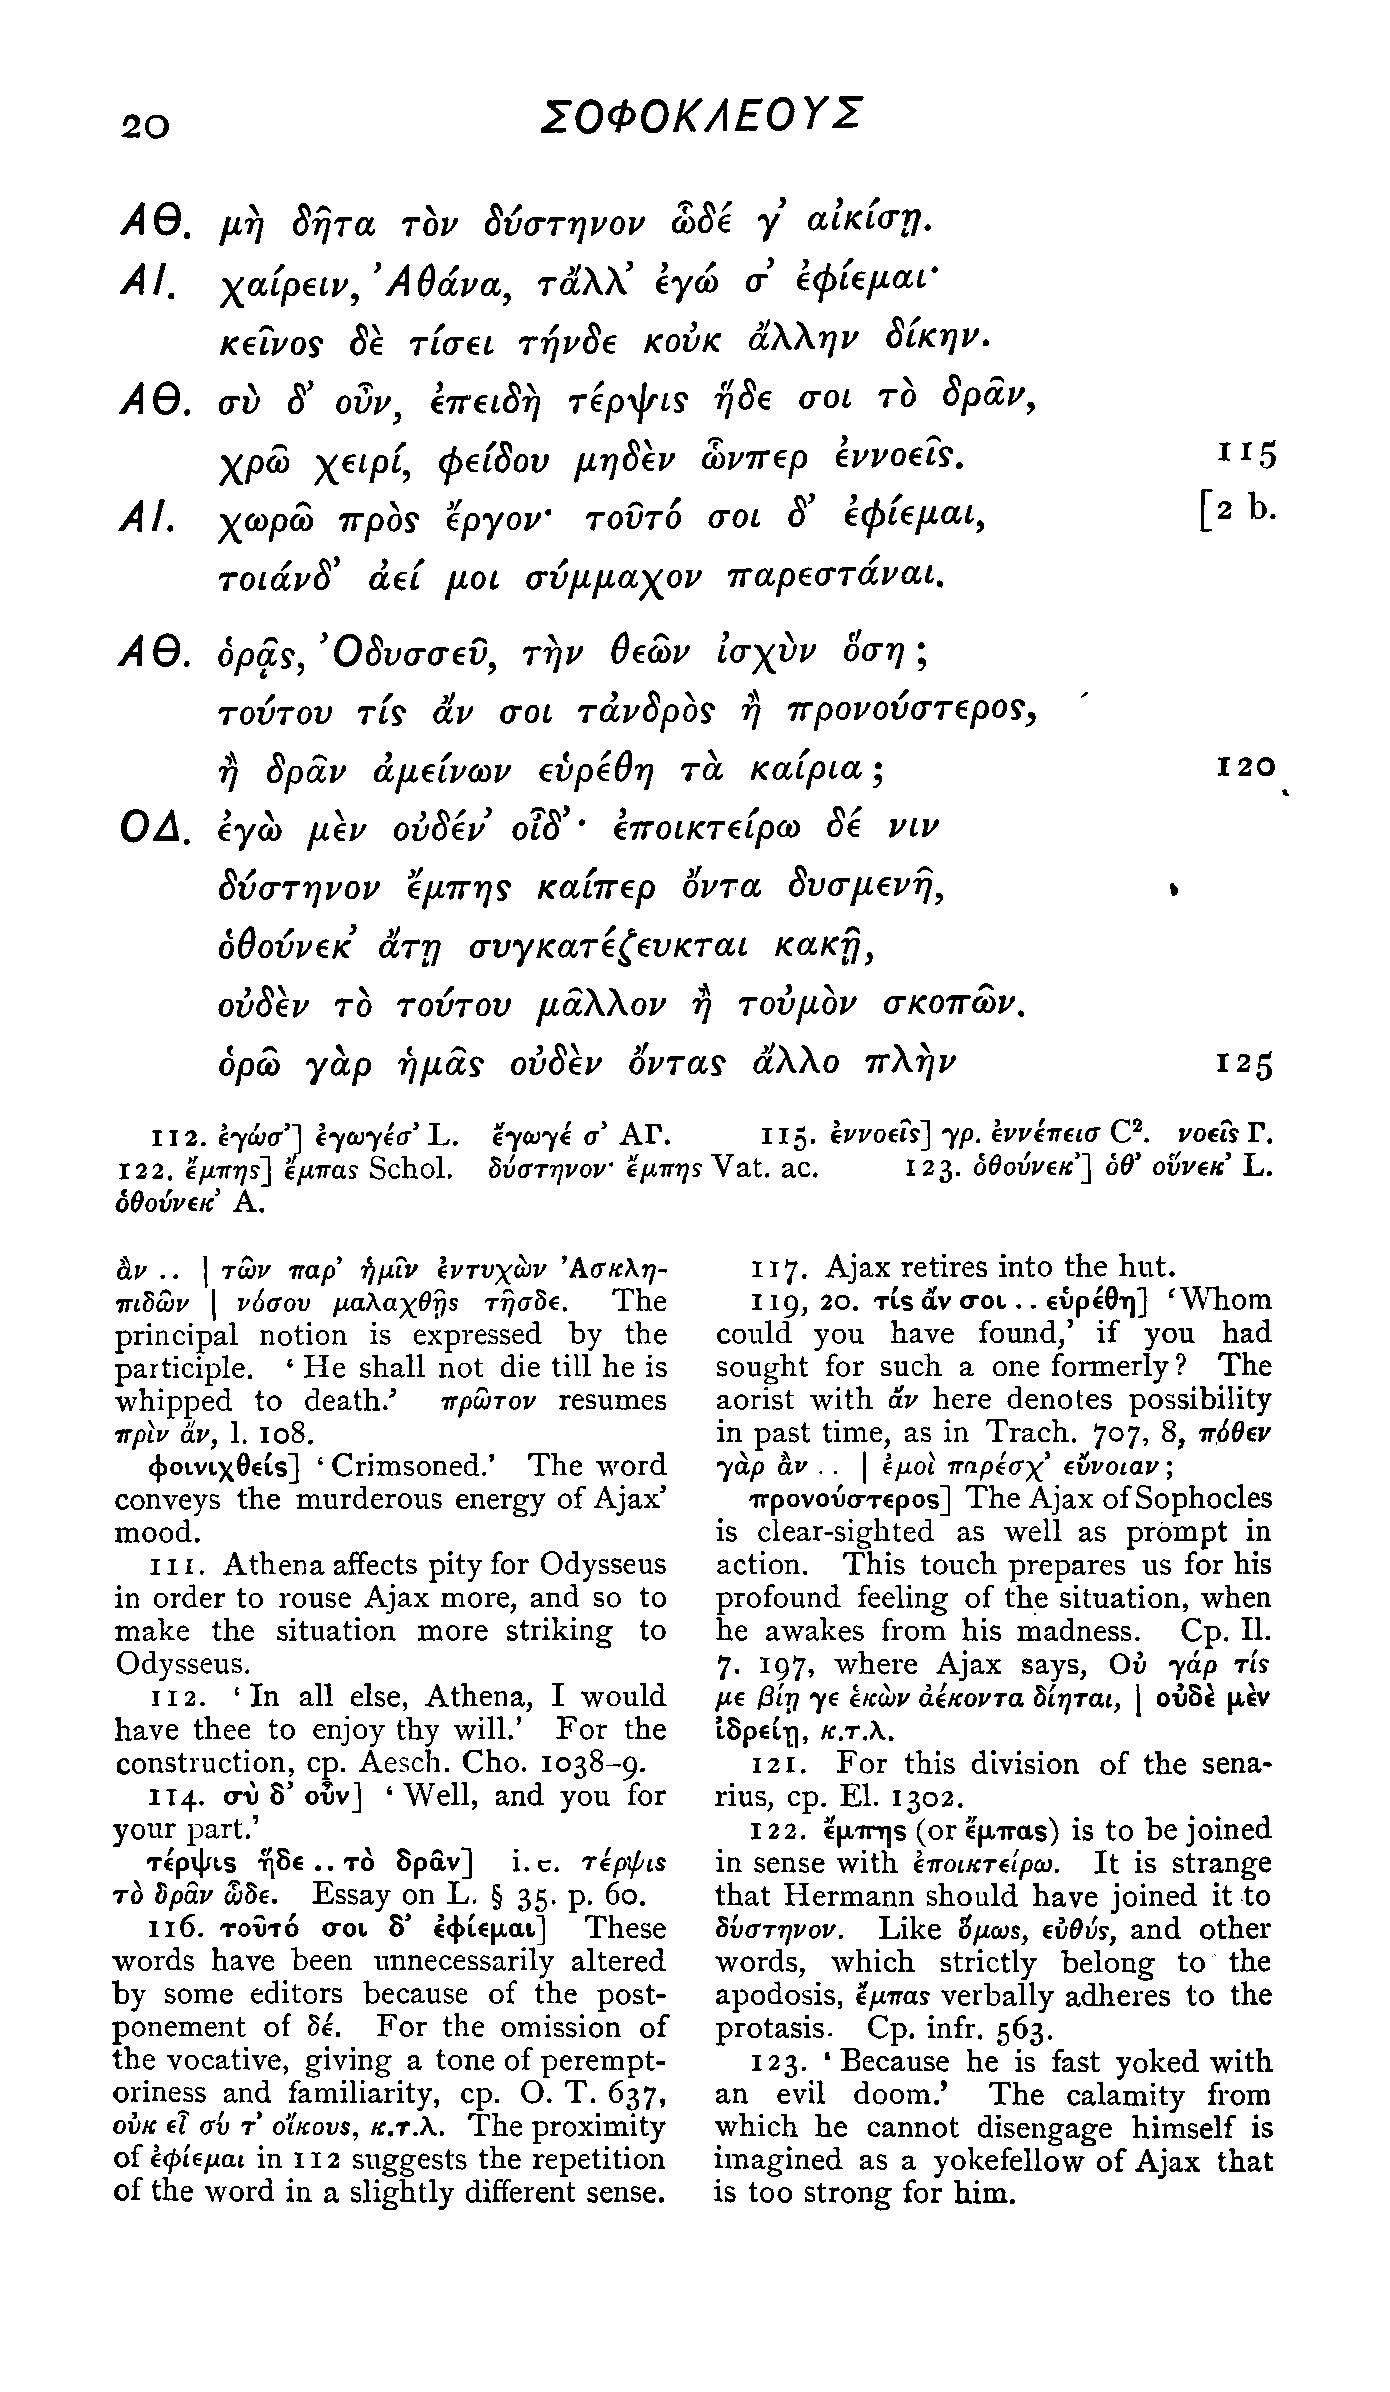 20 ΣΟΦΟΚΛΕΟΥΣ
ΑΘ. μὴ δῆτα τὸν δύστηνον ὧδέ γ’ αἰκίσῃ.
ΑΙ. χαίρειν, Ἀθάνα, τἄλλ’ ἐγώ σ’ ἐφίεμαι·
κεῖνος δὲ τίσει τήνδε κοὐκ ἄλλην δίκην.
ΑΘ. σὺ δ’ οὖν, ἐπειδὴ τέρψις ἥδε σοι τὸ δρᾶν,
χρῶ χειρί, φείδου μηδὲν ὧνπερ ἐννοεῖς. 115
ΑΙ. χωρῶ πρὸς ἔργον· τοῦτό σοι δ’ ἐφίεμαι, [2 b.
τοιάνδ’ ἀεί μοι σύμμαχον παρεστάναι.
ΑΘ. ὁρᾷς, Ὀδυσσεῦ, τὴν θεῶν ἰσχὺν ὅση ;
τούτου τίς ἄν σοι τἀνδρὸς ἢ προνούστερος,
ἢ δρᾶν ἀμείνων εὑρέθη τὰ καίρια ; 120
ΟΔ. ἐγὼ μὲν οὐδέν’ οἶδ’· ἐποικτείρω δέ νιν
δύστηνον ἔμπης καίπερ ὄντα δυσμενῆ,
ὁθούνεκ’ ἄτῃ συγκατέζευκται κακῇ,
οὐδὲν τὸ τούτου μᾶλλον ἢ τοὐμὸν σκοπῶν.
ὁρῶ γὰρ ἡμᾶς οὐδὲν ὄντας ἄλλο πλὴν 125
112. ἐγώσ’] ἐγωγέσ’ L. ἔγωγέ σ’ ΑΓ. 115. ἐννοεῖς] γρ. ἐννέπεισ C². νοεῖς Γ.
122. ἔμπης] ἔμπας Schol. δύστηνον· ἔμπης Vat. ac. 123. ὁθούνεκ’] ὁθ’ οὕνεκ’ L.
ὁθούνεκ’ A.
ἂν .. | τῶν παρ’ ἡμῖν ἐντυχὼν Ἀσκλη-
πιδῶν | νόσου μαλαχθῇς τῆσδε. The
principal notion is expressed by the
participle. ‘He shall not die till he is
whipped to death.’ πρῶτον resumes
πρὶν ἄν, l. 108.
φοινιχθείς] ‘Crimsoned.’ The word
conveys the murderous energy of Ajax’
mood.
111. Athena affects pity for Odysseus
in order to rouse Ajax more, and so to
make the situation more striking to
Odysseus.
112. ‘In all else, Athena, I would
have thee to enjoy thy will.’ For the
construction, cp. Aesch. Cho. 1038–9.
114. σὺ δ’ οὖν] ‘Well, and you for
your part.’
τέρψις ἥδε .. τὸ δρᾶν] i. e. τέρψις
τὸ δρᾶν ὧδε. Essay on L. § 35. p. 60.
116. τοῦτό σοι δ’ ἐφίεμαι] These
words have been unnecessarily altered
by some editors because of the post-
ponement of δέ. For the omission of
the vocative, giving a tone of perempt-
oriness and familiarity, cp. O. T. 637,
οὐκ εἶ σύ τ’ οἴκους, κ.τ.λ. The proximity
of ἐφίεμαι in 112 suggests the repetition
of the word in a slightly different sense.
117. Ajax retires into the hut.
119, 20. τίς ἄν σοι .. εὑρέθη] ‘Whom
could you have found,’ if you had
sought for such a one formerly? The
aorist with ἄν here denotes possibility
in past time, as in Trach. 707, 8, πόθεν
γὰρ ἂν .. | ἐμοὶ παρέσχ’ εὔνοιαν ;
προνούστερος] The Ajax of Sophocles
is clear-sighted as well as prompt in
action. This touch prepares us for his
profound feeling of the situation, when
he awakes from his madness. Cp. Il.
7. 197, where Ajax says, Οὐ γάρ τίς
με βίῃ γε ἑκὼν ἀέκοντα δίηται, | οὐδὲ μὲν
ἰδρείῃ, κ.τ.λ.
121. For this division of the sena-
rius, cp. El. 1302.
122. ἔμπης (or ἔμπας) is to be joined
in sense with ἐποικτείρω. It is strange
that Hermann should have joined it to
δύστηνον. Like ὅμως, εὐθύς, and other
words, which strictly belong to the
apodosis, ἔμπας verbally adheres to the
protasis. Cp. infr. 563.
123. ‘Because he is fast yoked with
an evil doom.’ The calamity from
which he cannot disengage himself is
imagined as a yokefellow of Ajax that
is too strong for him.